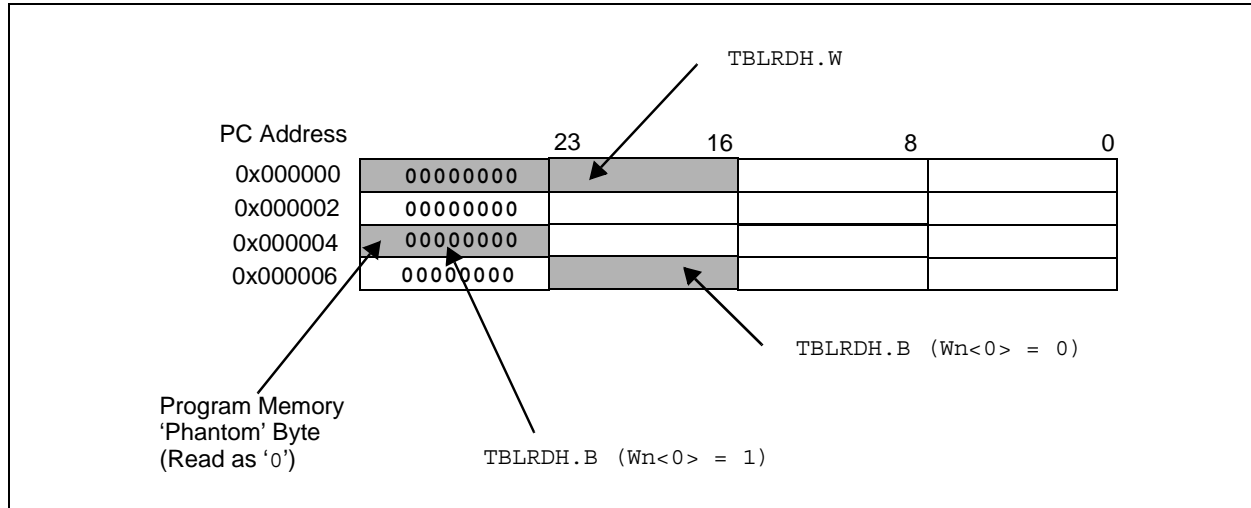 TBLRDH.W
PC Address
23 16 8 0
0x000000 00000000
0x000002 00000000
0x000004 00000000
0x000006 00000000
TBLRDH.B (Wn<0> = 0)
Program Memory
‘Phantom’ Byte
(Read as ‘0’)
TBLRDH.B (Wn<0> = 1)